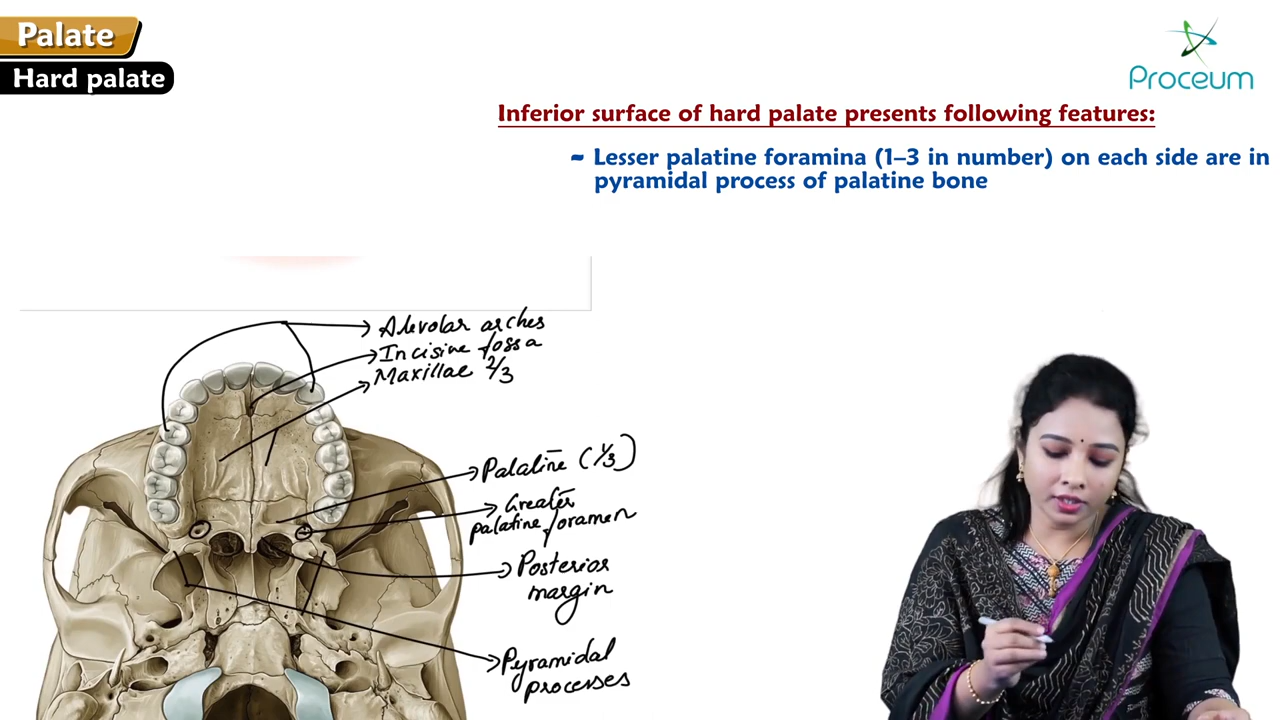 Palate
Hard palate
Proceum
Inferior surface of hard palate presents following features:
~ Lesser palatine foramina (1–3 in number) on each side are in
pyramidal process of palatine bone
Alevolar arches
Incisive fossa
Maxillae 2/3
Palatine (1/3)
Greater
palatine foramen
Posterior
margin
Pyramidal
processes